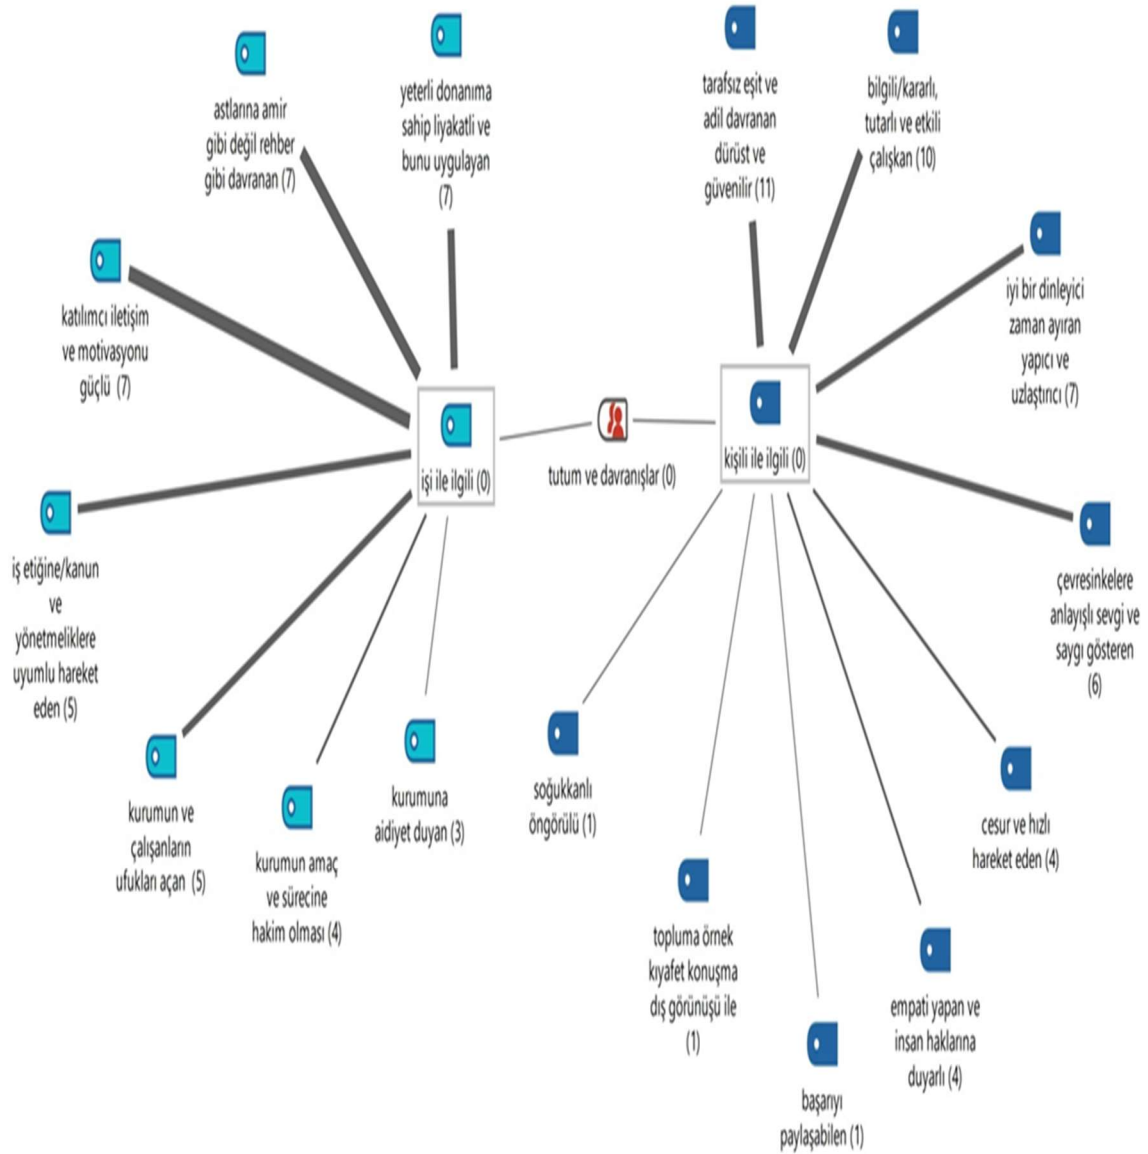 astlarına amir
gibi değil rehber
gibi davranan (7)
yeterli donanıma
sahip liyakatli ve
bunu uygulayan
(7)
tarafsız eşit ve
adil davranan
dürüst ve
güvenilir (11)
bilgili/kararlı,
tutarlı ve etkili
çalışkan (10)
katılımcı iletişim
ve motivasyonu
güçlü (7)
iyi bir dinleyici
zaman ayıran
yapıcı ve
uzlaştırıcı (7)
işi ile ilgili (0)
tutum ve davranışlar (0)
kişili ile ilgili (0)
iş etiğine/kanun
ve
yönetmeliklere
uyumlu hareket
eden (5)
çevresinkelere
anlayışlı sevgi ve
saygı gösteren
(6)
kurumun ve
çalışanların
ufukları açan (5)
kurumun amaç
ve sürecine
hakim olması (4)
kurumuna
aidiyet duyan (3)
soğukkanlı
öngörülü (1)
cesur ve hızlı
hareket eden (4)
topluma örnek
kıyafet konuşma
dış görünüşü ile
(1)
empati yapan ve
insan haklarına
duyarlı (4)
başarıyı
paylaşabilen (1)